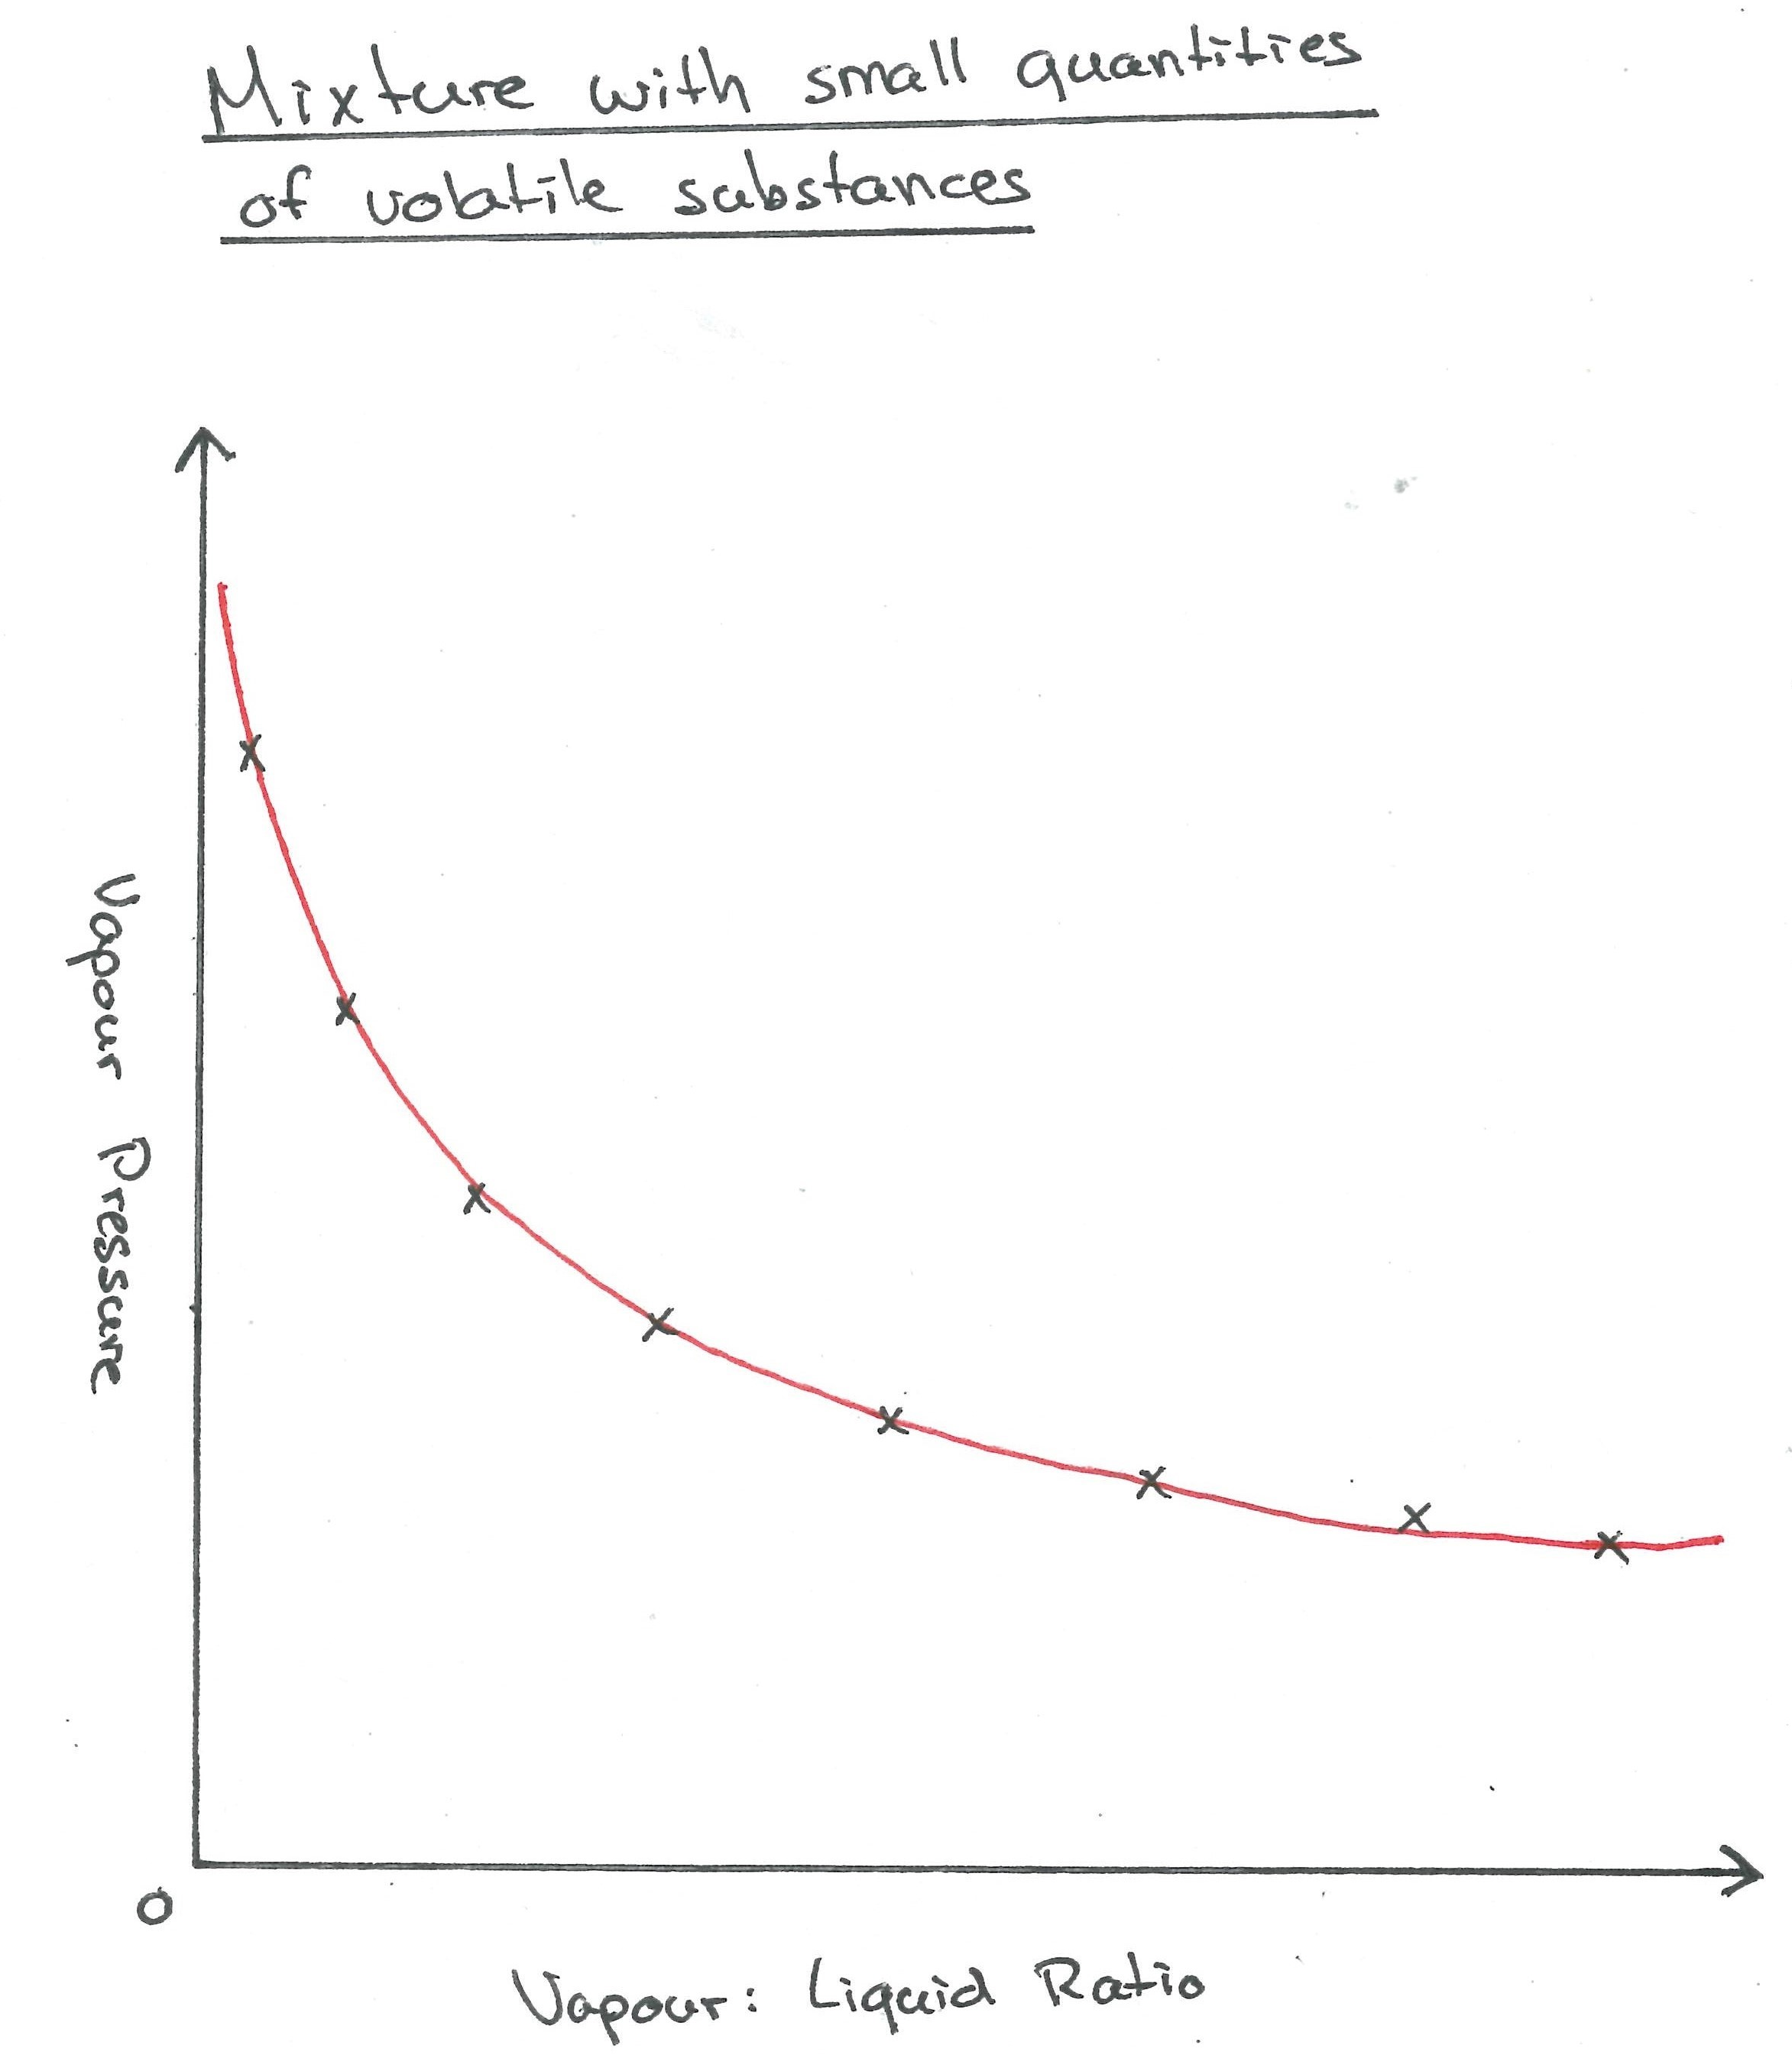 Mixture with small quantities
of volatile substances
Vapour Pressure
0
Vapour: Liquid Ratio